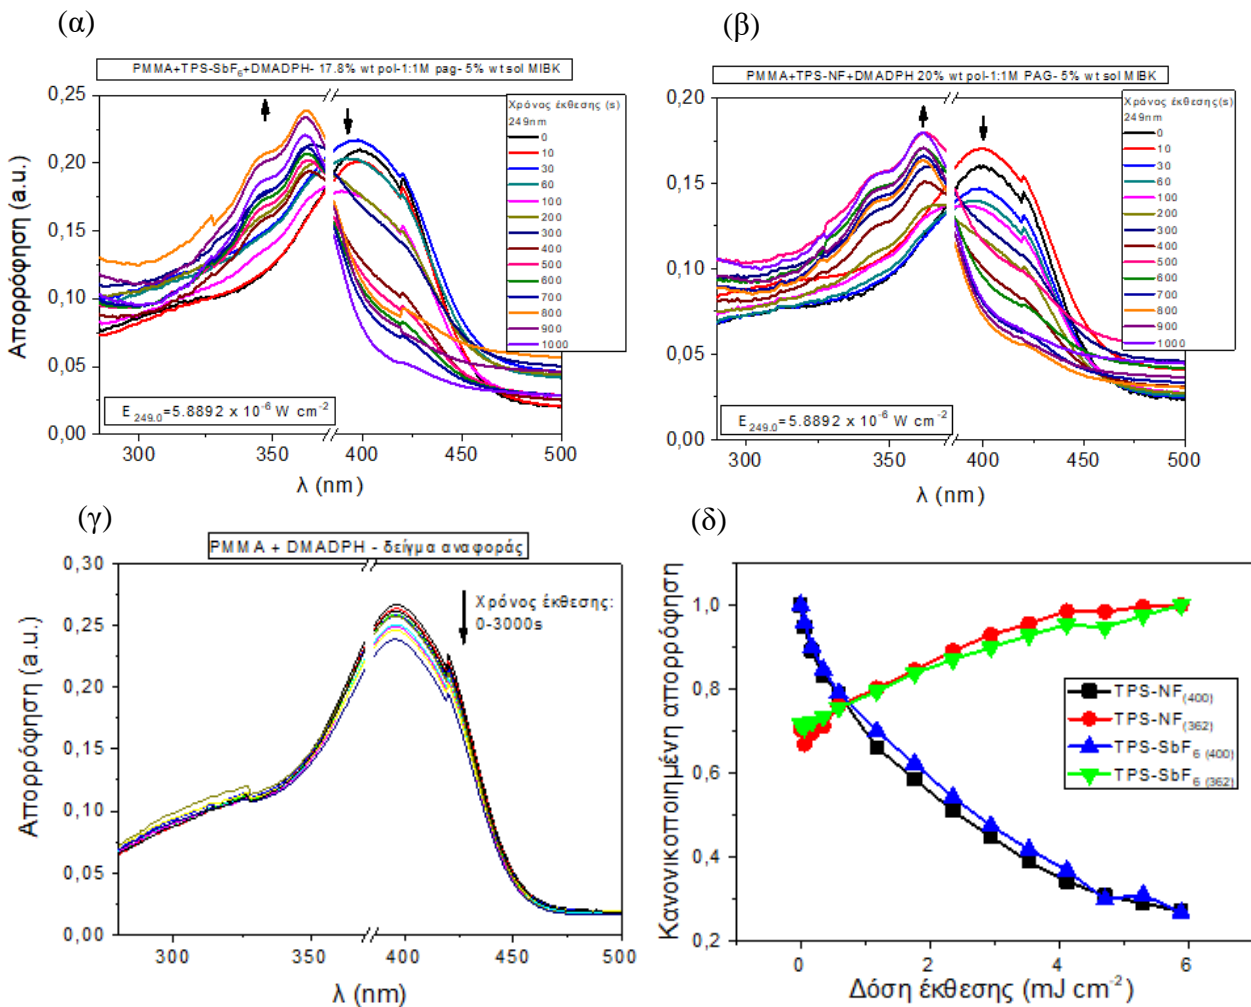 (α)
PMMA+TPS-SbF6+DMADPH- 17.8% wt pol-1:1M pag- 5% wt sol MIBK
Απορρόφηση (a.u.)
0,25
0,20
0,15
0,10
0,05
0,00
Χρόνος έκθεσης (s)
249nm
0
10
30
60
100
200
300
400
500
600
700
800
900
1000
E 249.0=5.8892 x 10-6 W cm-2
300
350
400
450
500
λ (nm)
(β)
PMMA+TPS-NF+DMADPH 20% wt pol-1:1M PAG- 5% wt sol MIBK
Απορρόφηση (a.u.)
0,20
0,15
0,10
0,05
0,00
Χρόνος έκθεσης(s)
249nm
0
10
30
60
100
200
300
400
500
600
700
800
900
1000
E 249.0=5.8892 x 10-6 W cm-2
290
350
400
450
500
λ (nm)
(γ)
PMMA + DMADPH - δείγμα αναφοράς
Απορρόφηση (a.u.)
0,30
0,25
0,20
0,15
0,10
0,05
0,00
Χρόνος έκθεσης:
0-3000s
300
350
400
450
500
λ (nm)
(δ)
Κανονικοποιημένη απορρόφηση
1,0
0,8
0,6
0,4
0,2
TPS-NF(400)
TPS-NF(362)
TPS-SbF6 (400)
TPS-SbF6 (362)
0
2
4
6
Δόση έκθεσης (mJ cm-2)